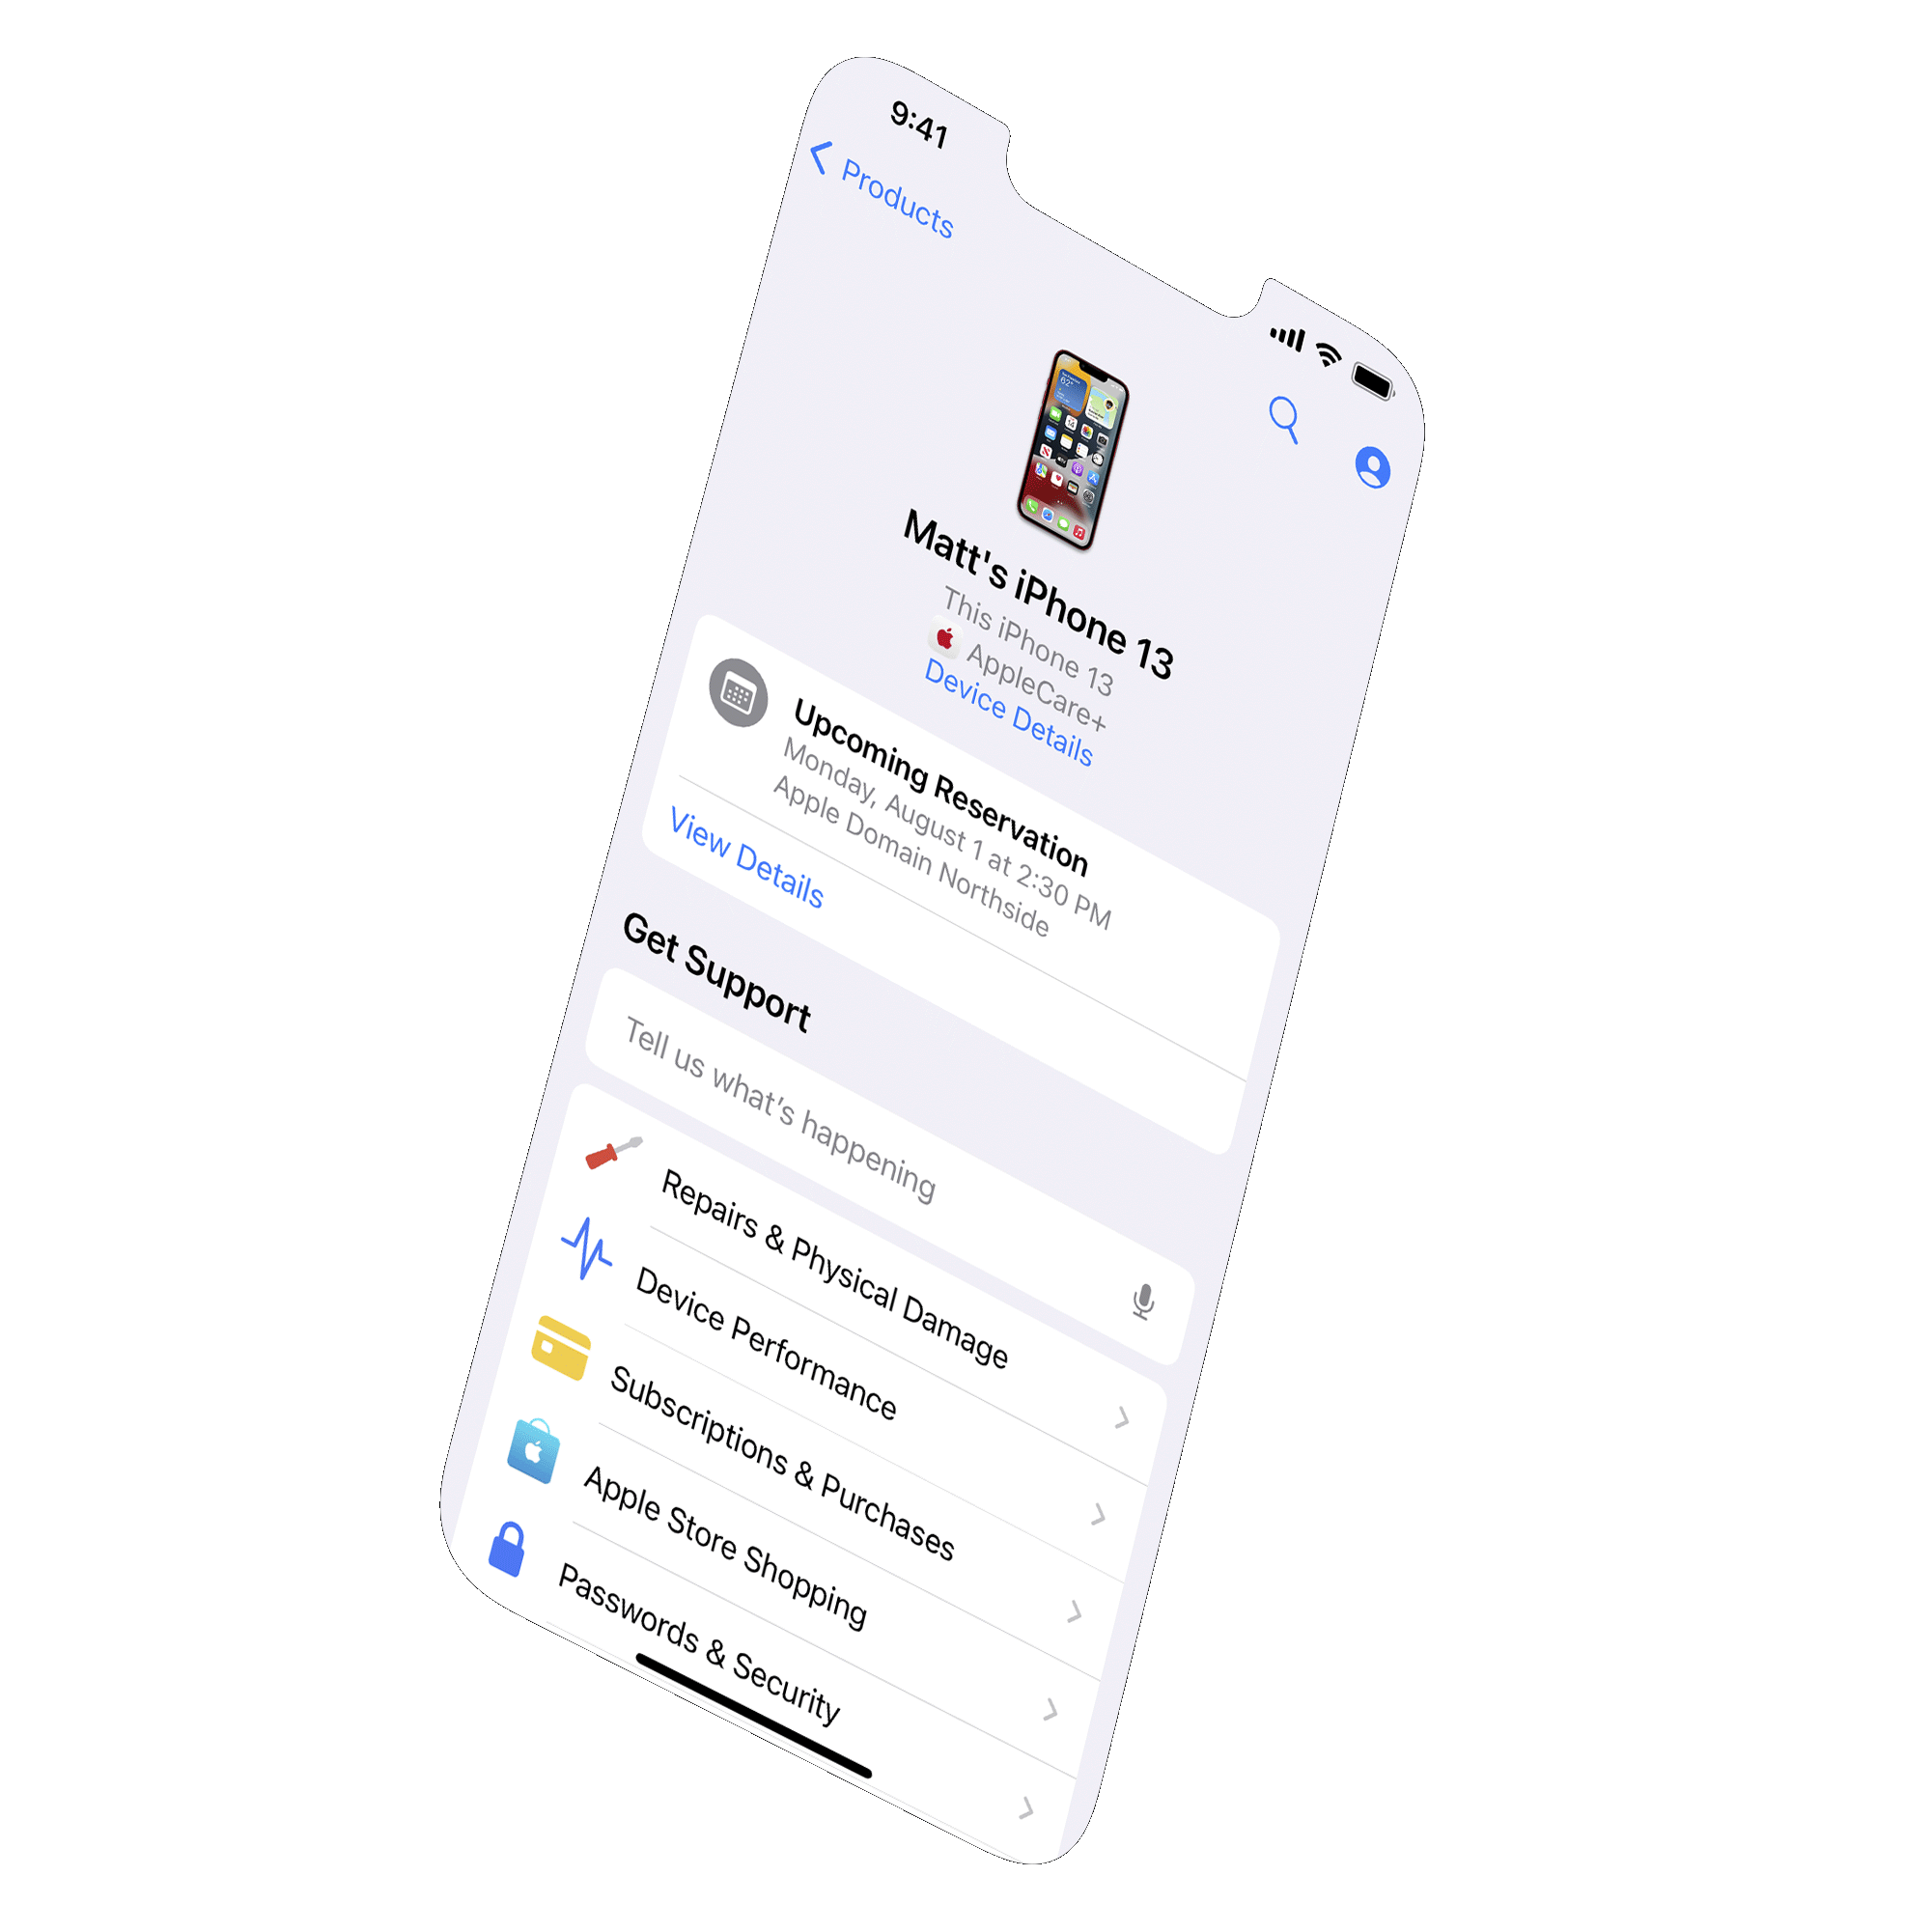 9:41
Products
Matt's iPhone 13
This iPhone 13
AppleCare+
Device Details
Upcoming Reservation
Monday, August 1 at 2:30 PM
Apple Domain Northside
View Details
Get Support
Tell us what's happening
Repairs & Physical Damage
Device Performance
Subscriptions & Purchases
Apple Store Shopping
Passwords & Security